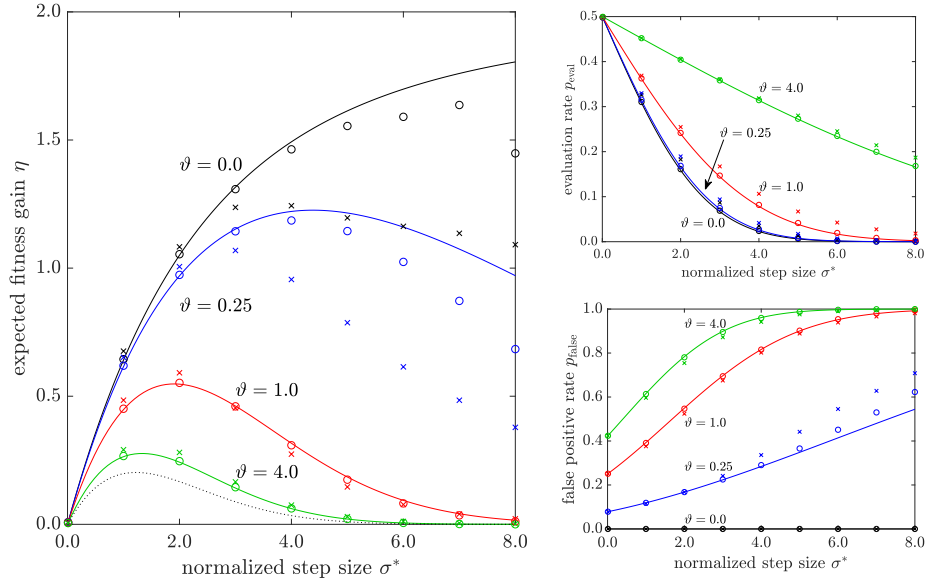 2.0
1.5
1.0
0.5
0.0
expected fitness gain η
ϑ = 0.0
ϑ = 0.25
ϑ = 1.0
ϑ = 4.0
0.0 2.0 4.0 6.0 8.0
normalized step size σ*
0.5
0.4
0.3
0.2
0.1
0.0
evaluation rate p_eval
ϑ = 4.0
ϑ = 0.25
ϑ = 1.0
ϑ = 0.0
0.0 2.0 4.0 6.0 8.0
normalized step size σ*
1.0
0.8
0.6
0.4
0.2
0.0
false positive rate p_false
ϑ = 4.0
ϑ = 1.0
ϑ = 0.25
ϑ = 0.0
0.0 2.0 4.0 6.0 8.0
normalized step size σ*